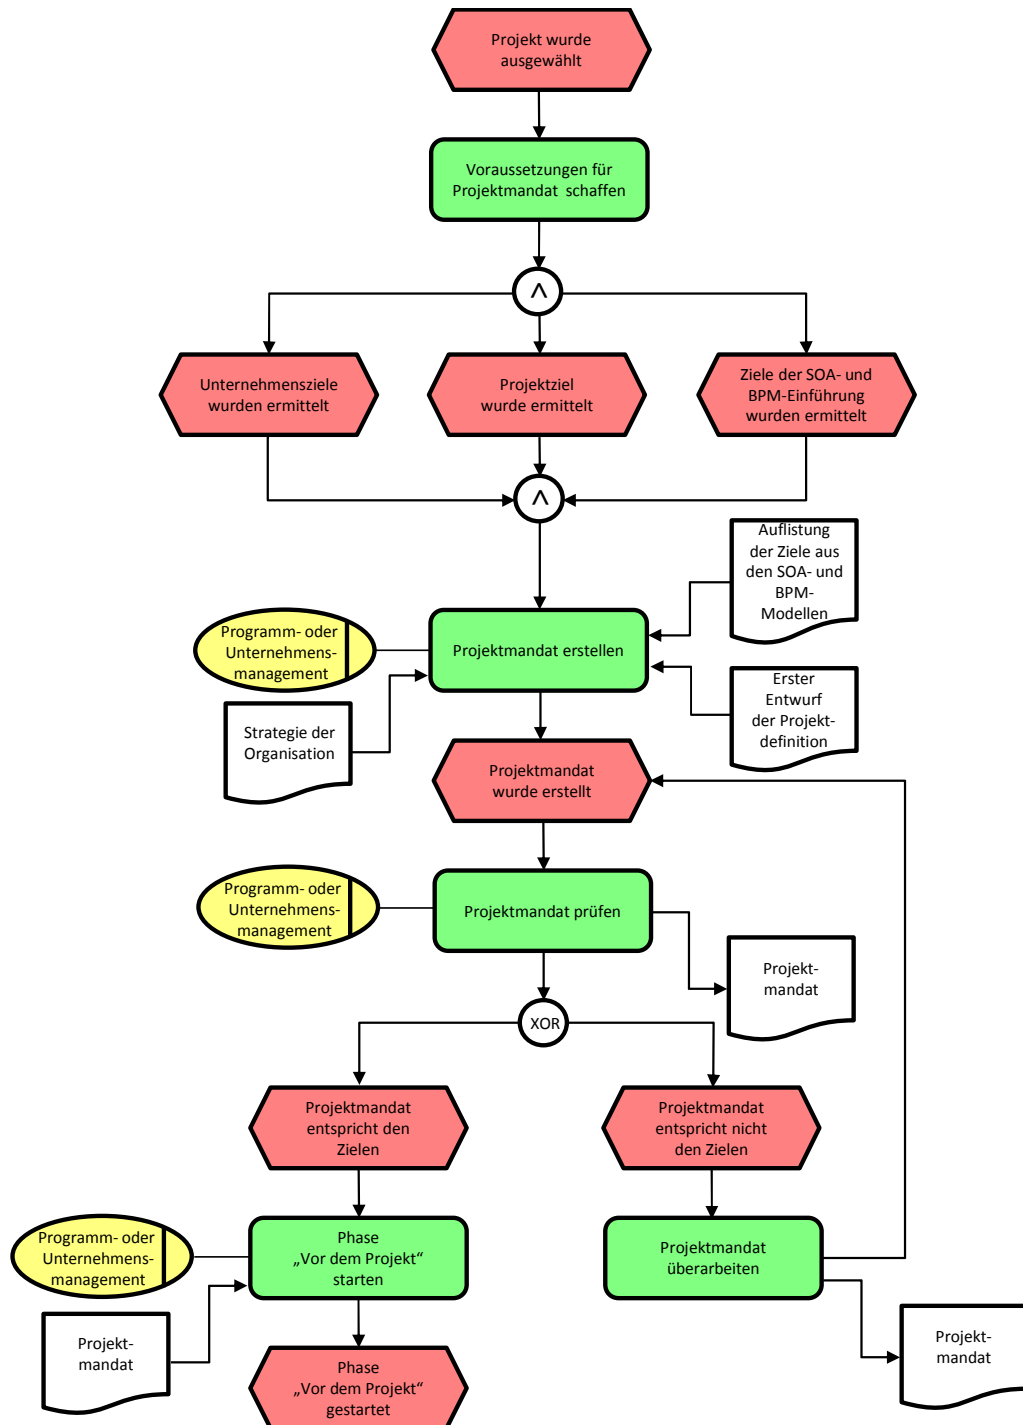 Projekt wurde
ausgewählt
Voraussetzungen für
Projektmandat schaffen
^
Unternehmensziele
wurden ermittelt
Projektziel
wurde ermittelt
Ziele der SOA- und
BPM-Einführung
wurden ermittelt
^
Auflistung
der Ziele aus
den SOA- und
BPM-
Modellen
Programm- oder
Unternehmens-
management
Projektmandat erstellen
Erster
Entwurf
der Projekt-
definition
Strategie der
Organisation
Projektmandat
wurde erstellt
Programm- oder
Unternehmens-
management
Projektmandat prüfen
Projekt-
mandat
XOR
Projektmandat
entspricht den
Zielen
Projektmandat
entspricht nicht
den Zielen
Programm- oder
Unternehmens-
management
Phase
„Vor dem Projekt“
starten
Projektmandat
überarbeiten
Projekt-
mandat
Projekt-
mandat
Phase
„Vor dem Projekt“
gestartet